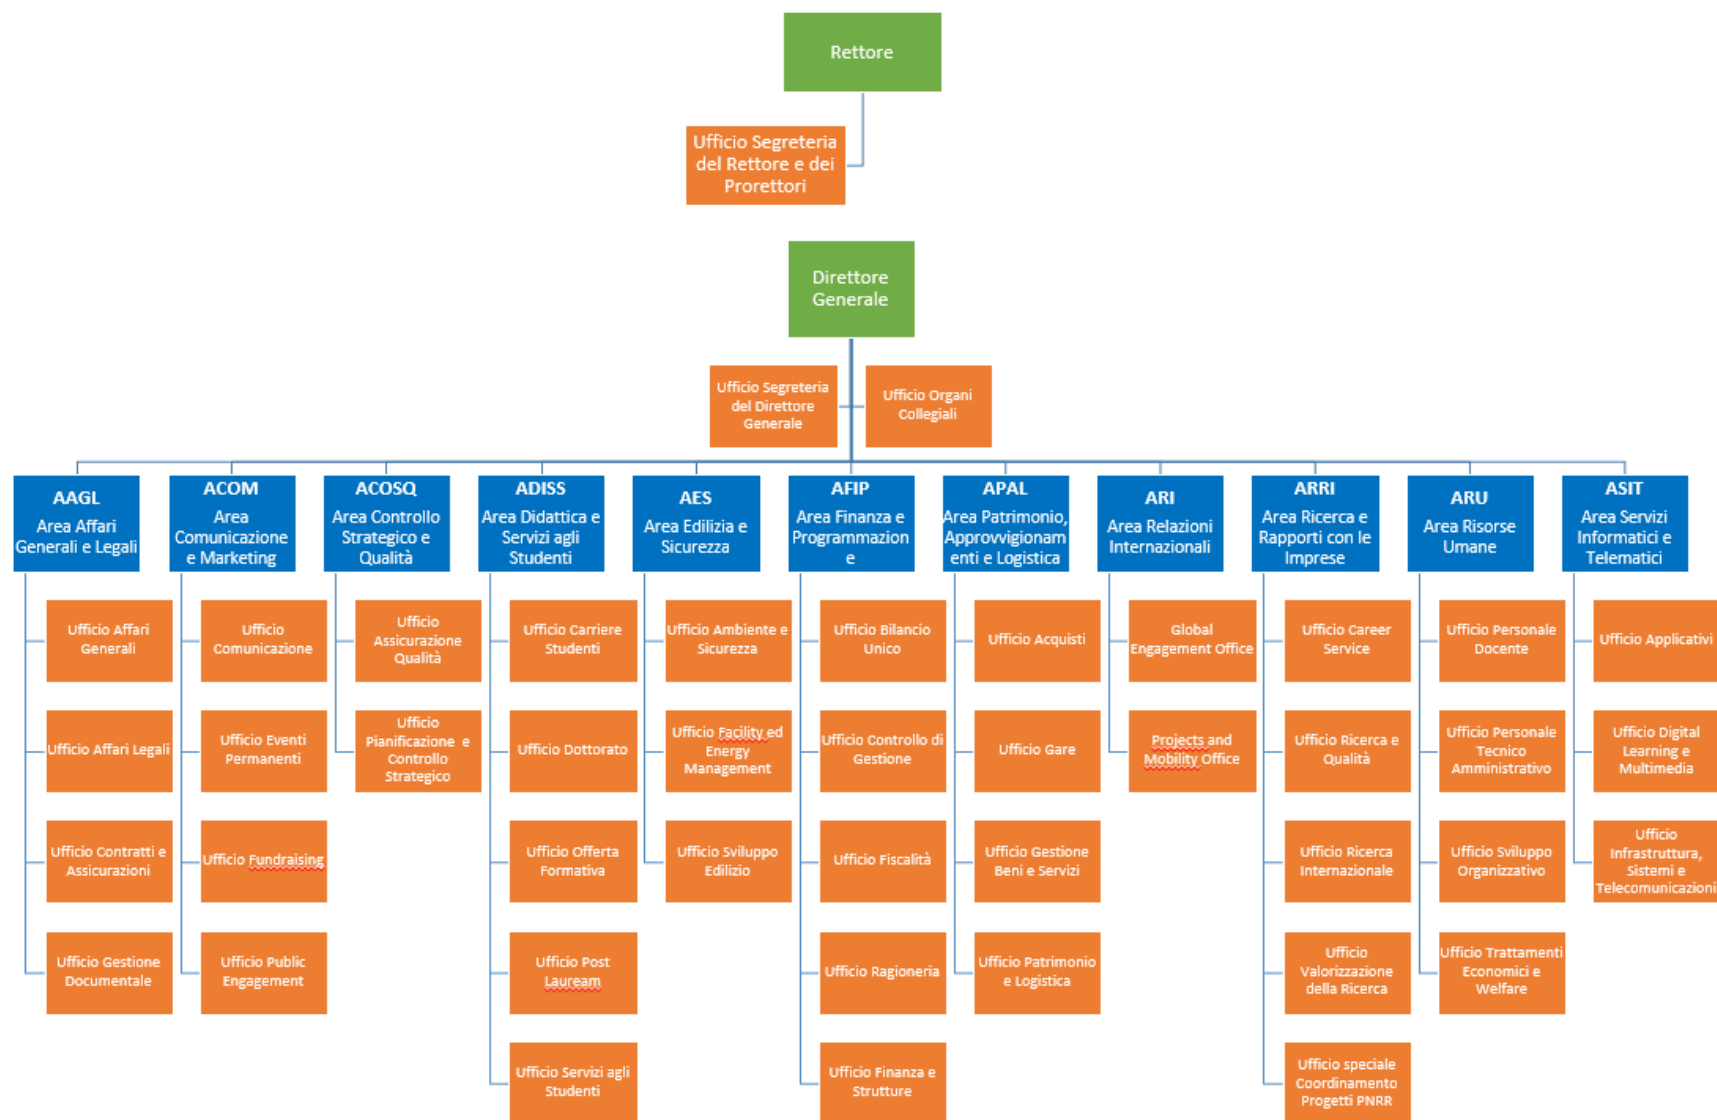 Rettore
Ufficio Segreteria
del Rettore e dei
Prorettori
Direttore
Generale
Ufficio Segreteria
del Direttore
Generale
Ufficio Organi
Collegiali
AAGL
Area Affari
Generali e Legali
ACOM
Area
Comunicazione
e Marketing
ACOSQ
Area Controllo
Strategico e
Qualità
ADISS
Area Didattica e
Servizi agli
Studenti
AES
Area Edilizia e
Sicurezza
AFIP
Area Finanza e
Programmazion
e
APAL
Area Patrimonio,
Approvvigionam
enti e Logistica
ARI
Area Relazioni
Internazionali
ARRI
Area Ricerca e
Rapporti con le
Imprese
ARU
Area Risorse
Umane
ASIT
Area Servizi
Informatici e
Telematici
Ufficio Affari
Generali
Ufficio
Comunicazione
Ufficio
Assicurazione
Qualità
Ufficio Carriere
Studenti
Ufficio Ambiente e
Sicurezza
Ufficio Bilancio
Unico
Ufficio Acquisti
Global
Engagement Office
Ufficio Career
Service
Ufficio Personale
Docente
Ufficio Applicativi
Ufficio Affari Legali
Ufficio Eventi
Permanenti
Ufficio
Pianificazione e
Controllo
Strategico
Ufficio Dottorato
Ufficio Facility ed
Energy
Management
Ufficio Controllo di
Gestione
Ufficio Gare
Projects and
Mobility Office
Ufficio Ricerca e
Qualità
Ufficio Personale
Tecnico
Amministrativo
Ufficio Digital
Learning e
Multimedia
Ufficio Contratti e
Assicurazioni
Ufficio Fundraising
Ufficio Offerta
Formativa
Ufficio Sviluppo
Edilizio
Ufficio Fiscalità
Ufficio Gestione
Beni e Servizi
Ufficio Ricerca
Internazionale
Ufficio Sviluppo
Organizzativo
Ufficio
Infrastruttura,
Sistemi e
Telecomunicazioni
Ufficio Gestione
Documentale
Ufficio Public
Engagement
Ufficio Post
Lauream
Ufficio Ragioneria
Ufficio Patrimonio
e Logistica
Ufficio
Valorizzazione
della Ricerca
Ufficio Trattamenti
Economici e
Welfare
Ufficio Servizi agli
Studenti
Ufficio Finanza e
Strutture
Ufficio speciale
Coordinamento
Progetti PNRR